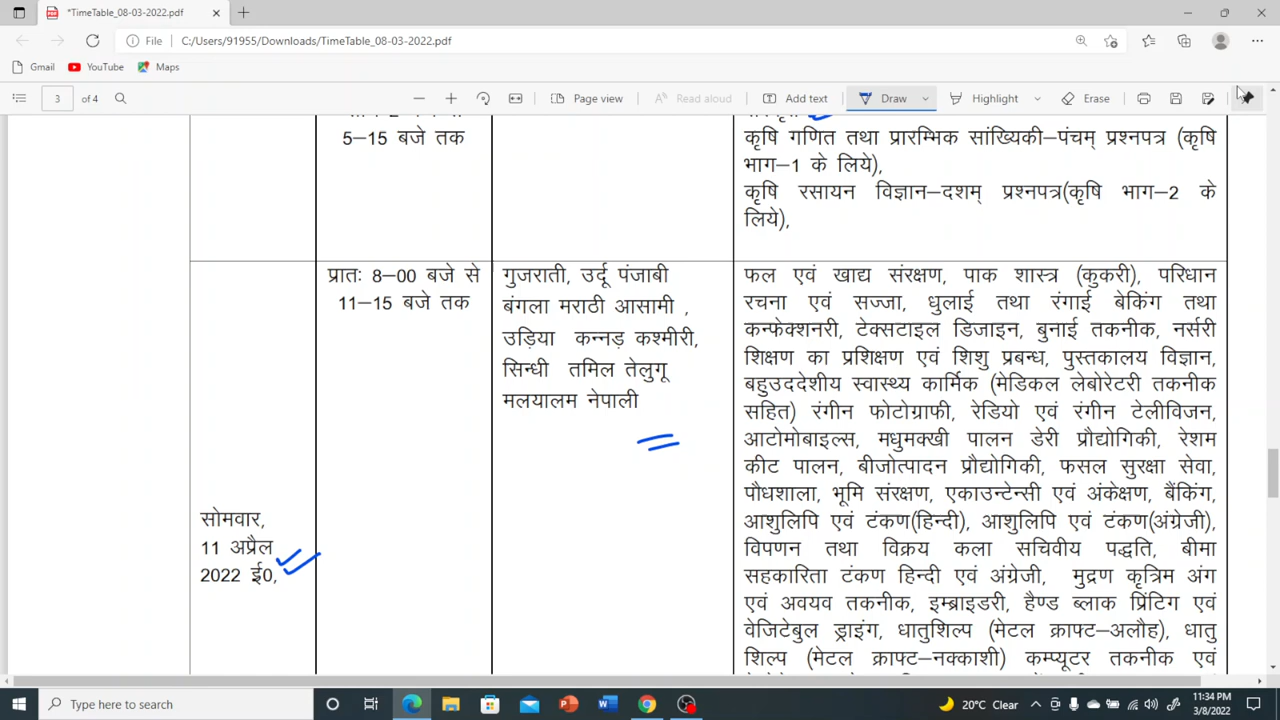 *TimeTable_08-03-2022.pdf
File C:/Users/91955/Downloads/TimeTable_08-03-2022.pdf
Gmail YouTube Maps
3 of 4 Page view Read aloud Add text Draw Highlight Erase
5–15 बजे तक
कृषि गणित तथा प्रारम्भिक सांख्यिकी–पंचम् प्रश्नपत्र (कृषि
भाग–1 के लिये),
कृषि रसायन विज्ञान–दशम् प्रश्नपत्र(कृषि भाग–2 के
लिये),
सोमवार,
11 अप्रैल
2022 ई0,
प्रातः 8–00 बजे से
11–15 बजे तक
गुजराती, उर्दू पंजाबी
बंगला मराठी आसामी ,
उड़िया कन्नड़ कश्मीरी,
सिन्धी तमिल तेलुगू
मलयालम नेपाली
फल एवं खाद्य संरक्षण, पाक शास्त्र (कुकरी), परिधान
रचना एवं सज्जा, धुलाई तथा रंगाई बेकिंग तथा
कन्फेक्शनरी, टेक्सटाइल डिजाइन, बुनाई तकनीक, नर्सरी
शिक्षण का प्रशिक्षण एवं शिशु प्रबन्ध, पुस्तकालय विज्ञान,
बहुउददेशीय स्वास्थ्य कार्मिक (मेडिकल लेबोरेटरी तकनीक
सहित) रंगीन फोटोग्राफी, रेडियो एवं रंगीन टेलीविजन,
आटोमोबाइल्स, मधुमक्खी पालन डेरी प्रौद्योगिकी, रेशम
कीट पालन, बीजोत्पादन प्रौद्योगिकी, फसल सुरक्षा सेवा,
पौधशाला, भूमि संरक्षण, एकाउन्टेन्सी एवं अंकेक्षण, बैंकिंग,
आशुलिपि एवं टंकण(हिन्दी), आशुलिपि एवं टंकण(अंग्रेजी),
विपणन तथा विक्रय कला सचिवीय पद्धति, बीमा
सहकारिता टंकण हिन्दी एवं अंग्रेजी, मुद्रण कृत्रिम अंग
एवं अवयव तकनीक, इम्ब्राइडरी, हैण्ड ब्लाक प्रिंटिग एवं
वेजिटेबुल ड्राइंग, धातुशिल्प (मेटल क्राफ्ट–अलौह), धातु
शिल्प (मेटल क्राफ्ट–नक्काशी) कम्प्यूटर तकनीक एवं
Type here to search
20°C Clear ENG 11:34 PM
3/8/2022